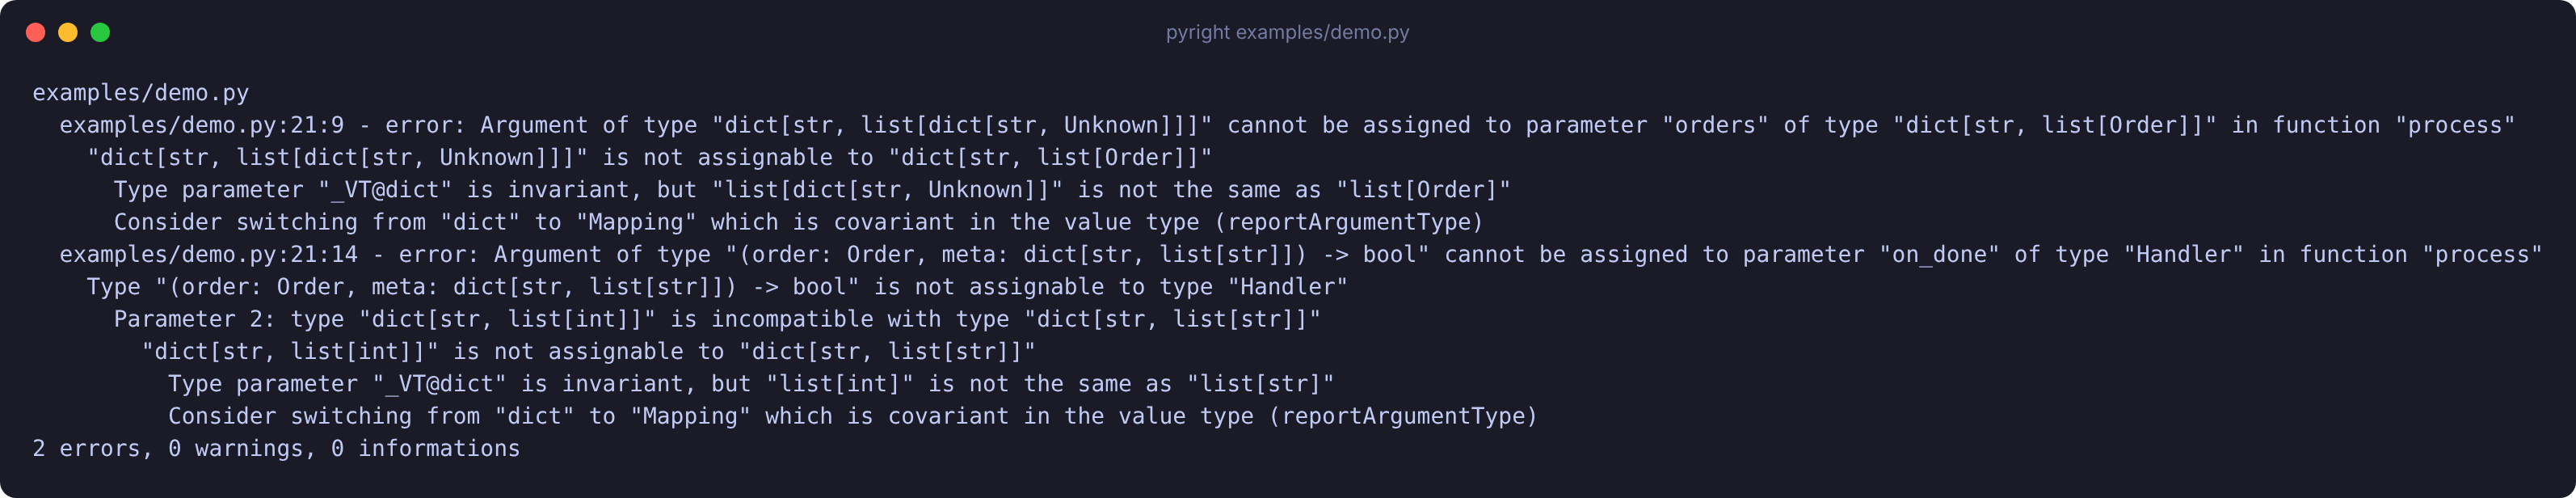 pyright examples/demo.py
examples/demo.py
examples/demo.py:21:9 - error: Argument of type "dict[str, list[dict[str, Unknown]]]" cannot be assigned to parameter "orders" of type "dict[str, list[Order]]" in function "process"
"dict[str, list[dict[str, Unknown]]]" is not assignable to "dict[str, list[Order]]"
Type parameter "_VT@dict" is invariant, but "list[dict[str, Unknown]]" is not the same as "list[Order]"
Consider switching from "dict" to "Mapping" which is covariant in the value type (reportArgumentType)
examples/demo.py:21:14 - error: Argument of type "(order: Order, meta: dict[str, list[str]]) -> bool" cannot be assigned to parameter "on_done" of type "Handler" in function "process"
Type "(order: Order, meta: dict[str, list[str]]) -> bool" is not assignable to type "Handler"
Parameter 2: type "dict[str, list[int]]" is incompatible with type "dict[str, list[str]]"
"dict[str, list[int]]" is not assignable to "dict[str, list[str]]"
Type parameter "_VT@dict" is invariant, but "list[int]" is not the same as "list[str]"
Consider switching from "dict" to "Mapping" which is covariant in the value type (reportArgumentType)
2 errors, 0 warnings, 0 informations